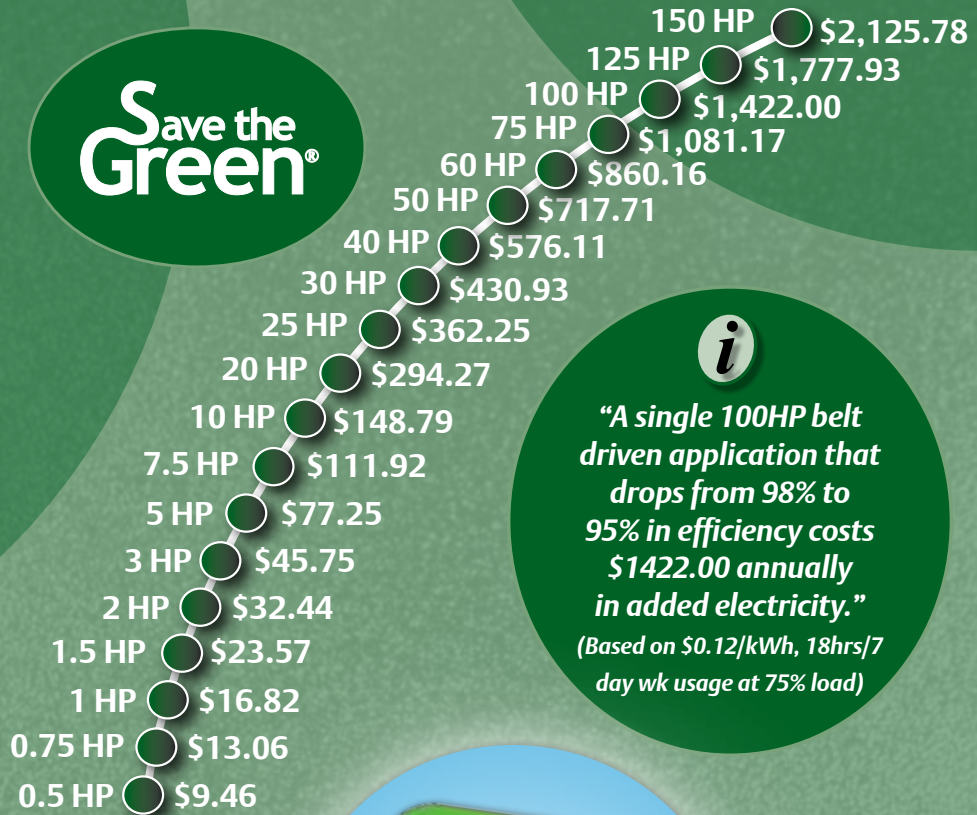 Save the
Green®
150 HP $2,125.78
125 HP $1,777.93
100 HP $1,422.00
75 HP $1,081.17
60 HP $860.16
50 HP $717.71
40 HP $576.11
30 HP $430.93
25 HP $362.25
20 HP $294.27
10 HP $148.79
7.5 HP $111.92
5 HP $77.25
3 HP $45.75
2 HP $32.44
1.5 HP $23.57
1 HP $16.82
0.75 HP $13.06
0.5 HP $9.46
i
“A single 100HP belt
driven application that
drops from 98% to
95% in efficiency costs
$1422.00 annually
in added electricity.”
(Based on $0.12/kWh, 18hrs/7
day wk usage at 75% load)